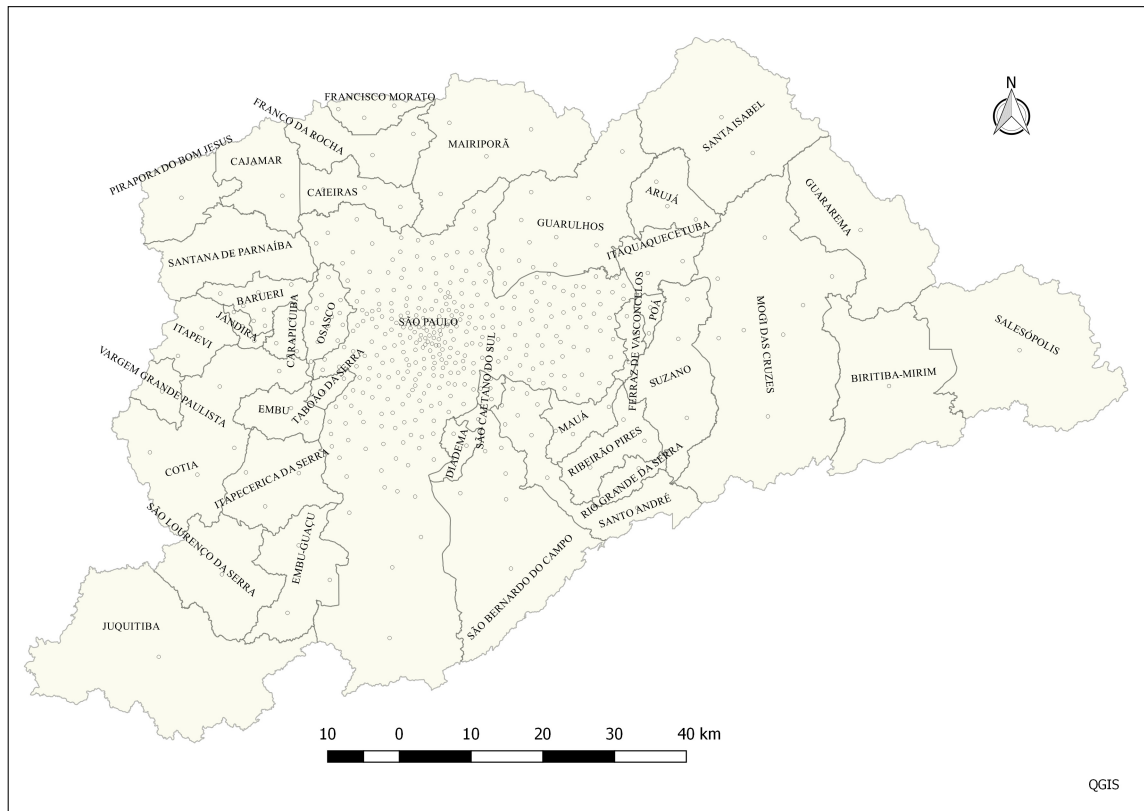 FRANCISCO MORATO
N
FRANCO DA ROCHA
SANTA ISABEL
MAIRIPORÃ
PIRAPORA DO BOM JESUS
CAJAMAR
CAIEIRAS
ARUJÁ
GUARAREMA
GUARULHOS
ITAQUAQUECETUBA
SANTANA DE PARNAÍBA
BARUERI
CARAPICUIBA
OSASCO
SÃO PAULO
JANDIRA
ITAPEVI
FERRAZ DE VASCONCELOS
POÁ
MOGI DAS CRUZES
SALESÓPOLIS
VARGEM GRANDE PAULISTA
TABOÃO DA SERRA
SÃO CAETANO DO SUL
SUZANO
BIRITIBA-MIRIM
EMBU
MAUÁ
DIADEMA
RIBEIRÃO PIRES
COTIA
ITAPECERICA DA SERRA
RIO GRANDE DA SERRA
SANTO ANDRÉ
SÃO LOURENÇO DA SERRA
EMBU-GUAÇU
SÃO BERNARDO DO CAMPO
JUQUITIBA
10 0 10 20 30 40 km
QGIS